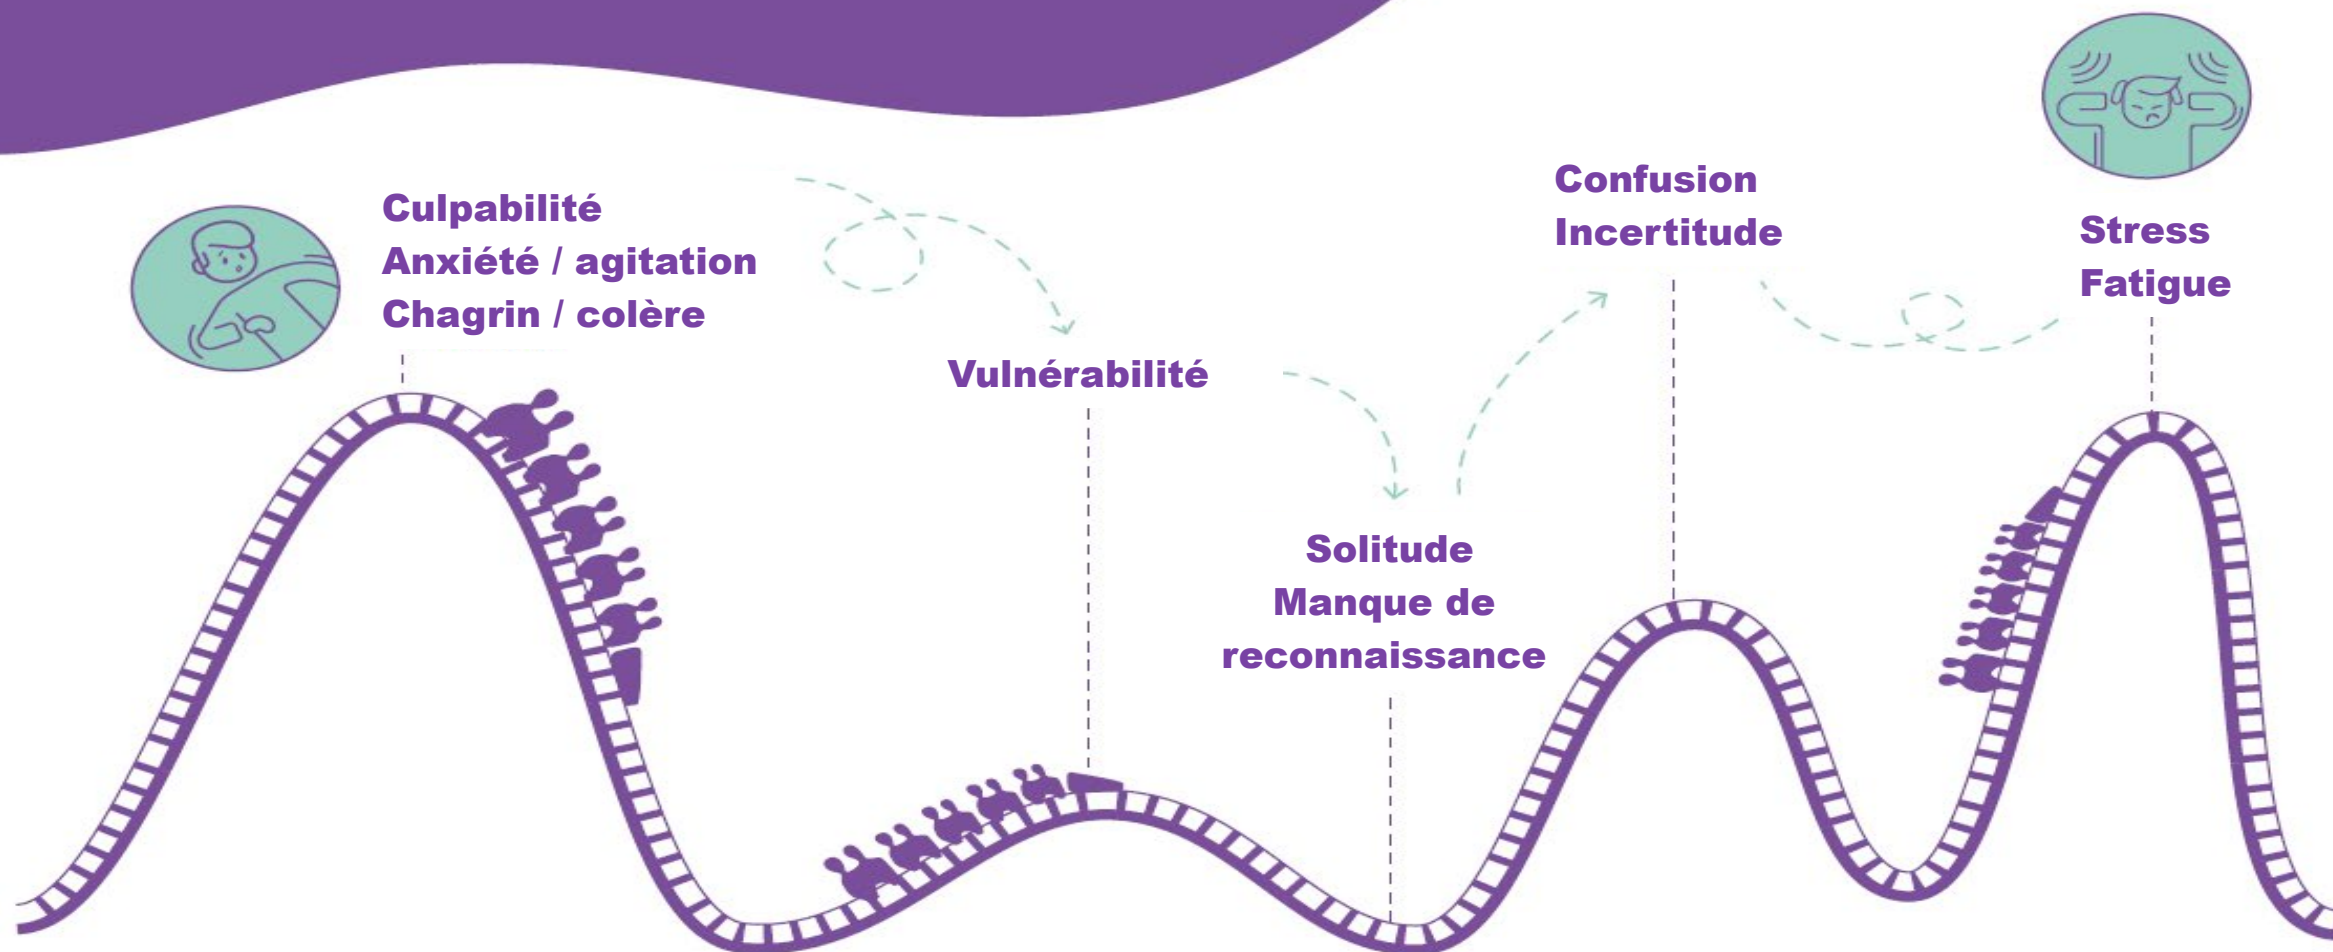 Culpabilité
Anxiété / agitation
Chagrin / colère
Vulnérabilité
Solitude
Manque de
reconnaissance
Confusion
Incertitude
Stress
Fatigue